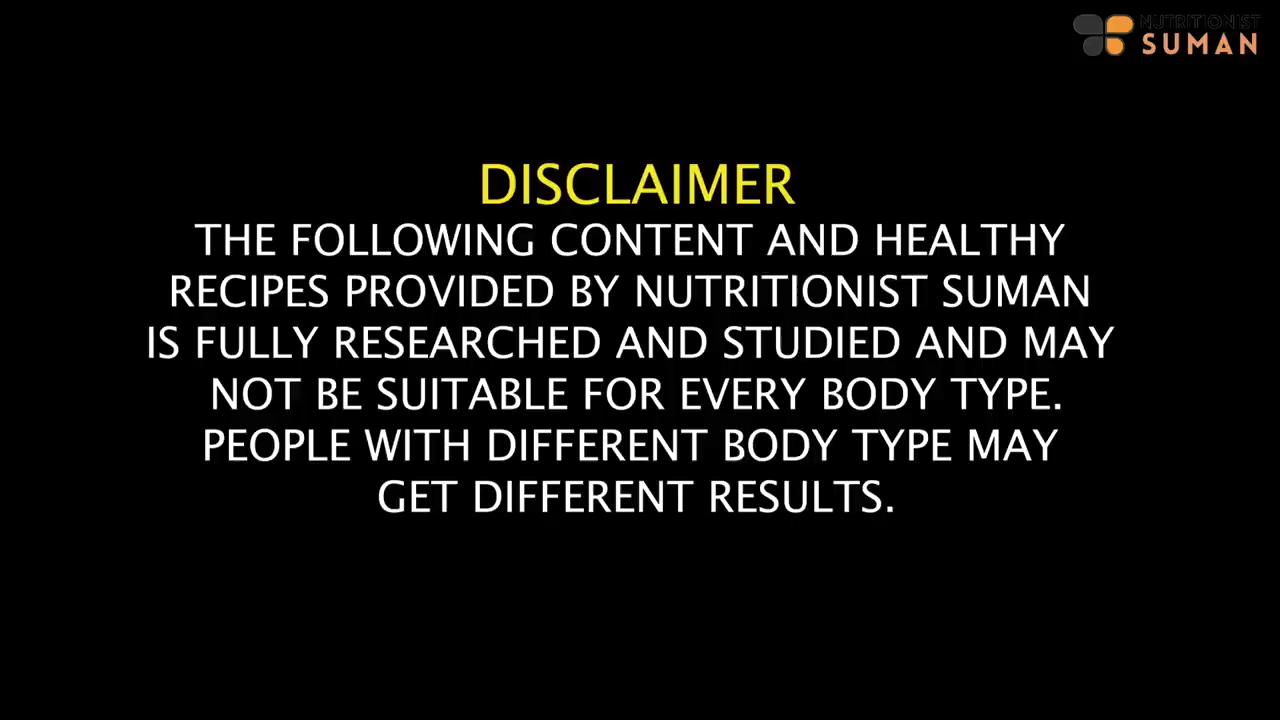 NUTRITIONIST
SUMAN
DISCLAIMER
THE FOLLOWING CONTENT AND HEALTHY
RECIPES PROVIDED BY NUTRITIONIST SUMAN
IS FULLY RESEARCHED AND STUDIED AND MAY
NOT BE SUITABLE FOR EVERY BODY TYPE.
PEOPLE WITH DIFFERENT BODY TYPE MAY
GET DIFFERENT RESULTS.